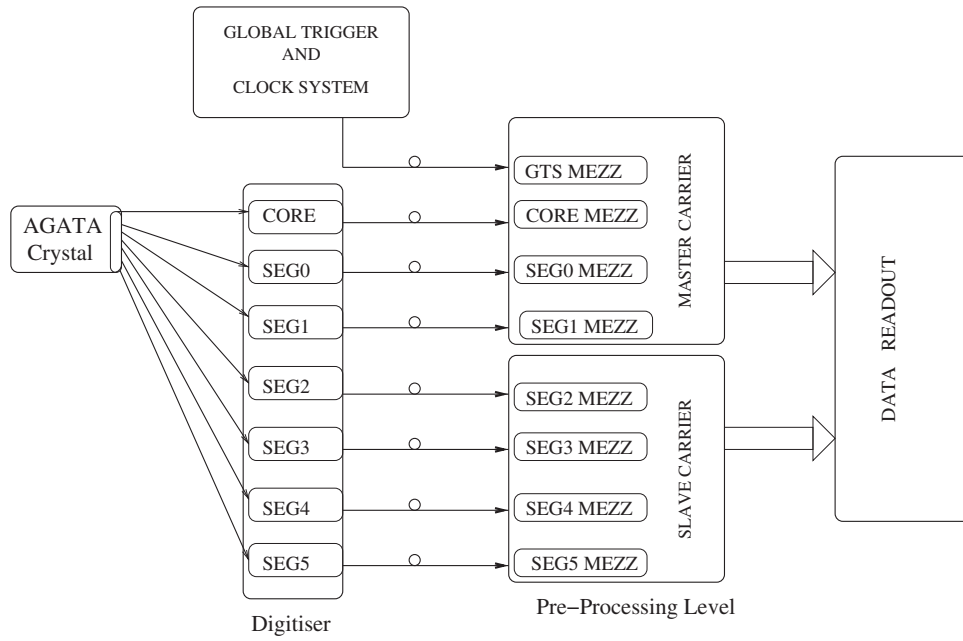 GLOBAL TRIGGER
AND
CLOCK SYSTEM
AGATA
Crystal
CORE
SEG0
SEG1
SEG2
SEG3
SEG4
SEG5
Digitiser
GTS MEZZ
CORE MEZZ
SEG0 MEZZ
SEG1 MEZZ
MASTER CARRIER
SEG2 MEZZ
SEG3 MEZZ
SEG4 MEZZ
SEG5 MEZZ
SLAVE CARRIER
Pre−Processing Level
DATA READOUT